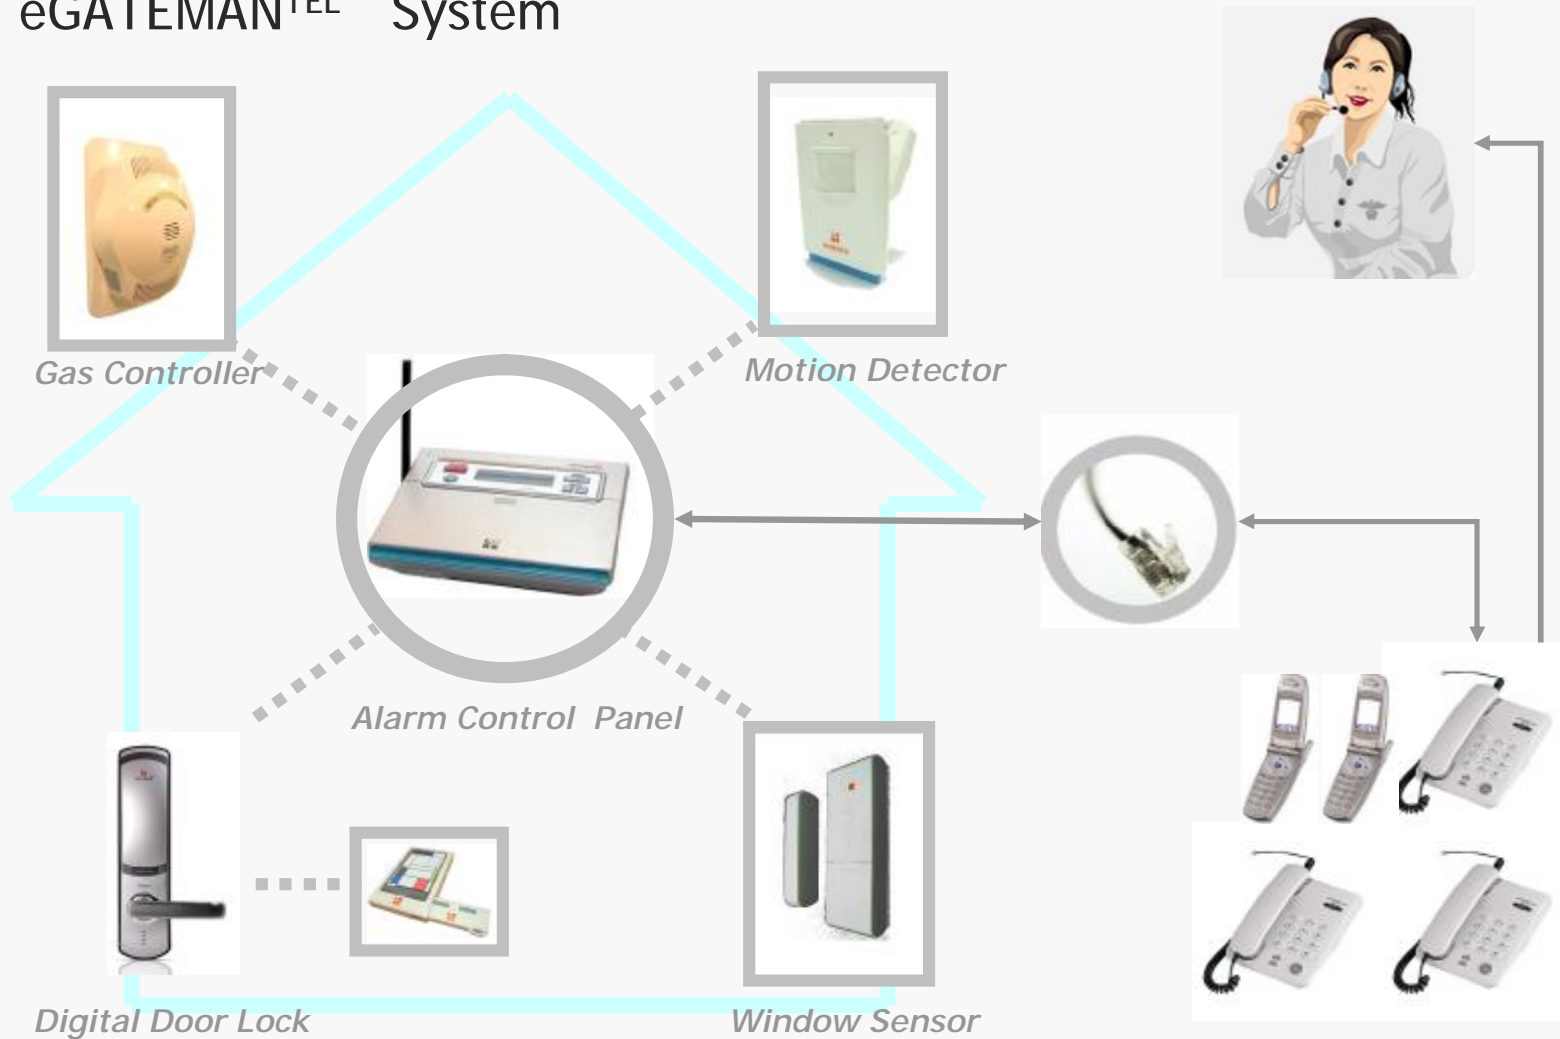 eGATEMANTEL System
Gas Controller
Motion Detector
Alarm Control Panel
Digital Door Lock
Window Sensor